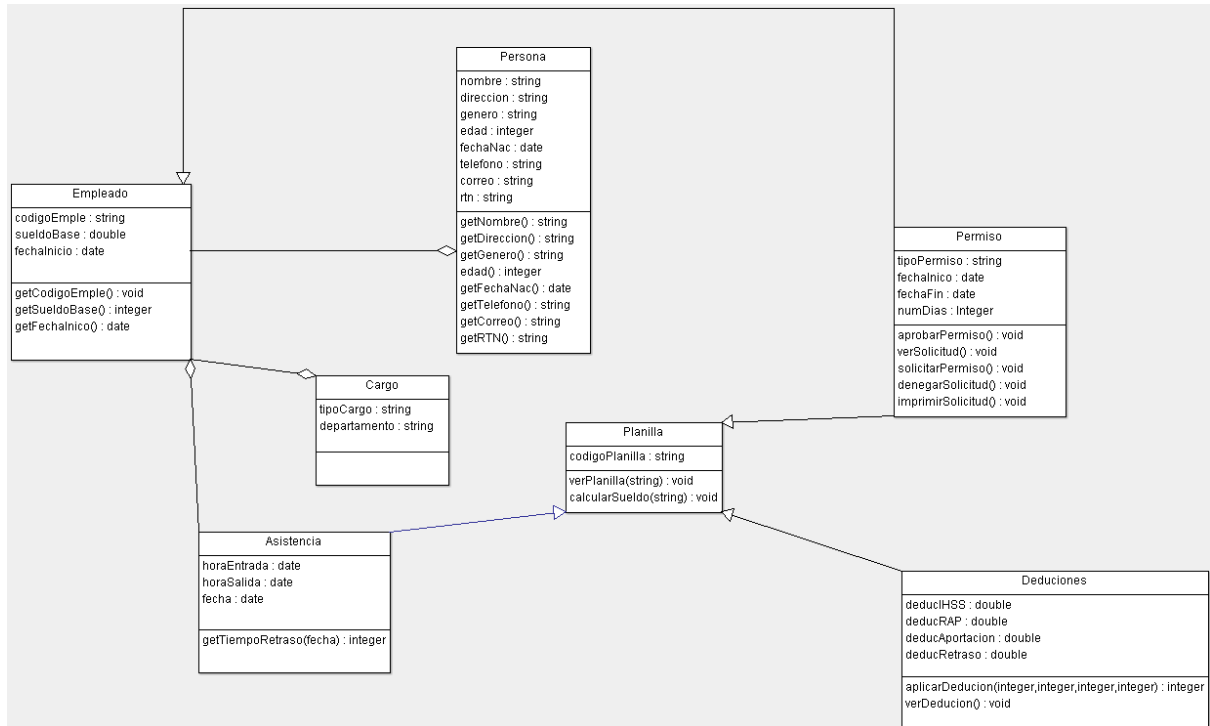 Persona
nombre : string
direccion : string
genero : string
edad : integer
fechaNac : date
telefono : string
correo : string
rtn : string
getNombre() : string
getDireccion() : string
getGenero() : string
edad() : integer
getFechaNac() : date
getTelefono() : string
getCorreo() : string
getRTN() : string
Empleado
codigoEmple : string
sueldoBase : double
fechaInicio : date
getCodigoEmple() : void
getSueldoBase() : integer
getFechaInico() : date
Permiso
tipoPermiso : string
fechaInico : date
fechaFin : date
numDias : Integer
aprobarPermiso() : void
verSolicitud() : void
solicitarPermiso() : void
denegarSolicitud() : void
imprimirSolicitud() : void
Cargo
tipoCargo : string
departamento : string
Planilla
codigoPlanilla : string
verPlanilla(string) : void
calcularSueldo(string) : void
Asistencia
horaEntrada : date
horaSalida : date
fecha : date
getTiempoRetraso(fecha) : integer
Deduciones
deducIHSS : double
deducRAP : double
deducAportacion : double
deducRetraso : double
aplicarDeducion(integer,integer,integer,integer) : integer
verDeducion() : void